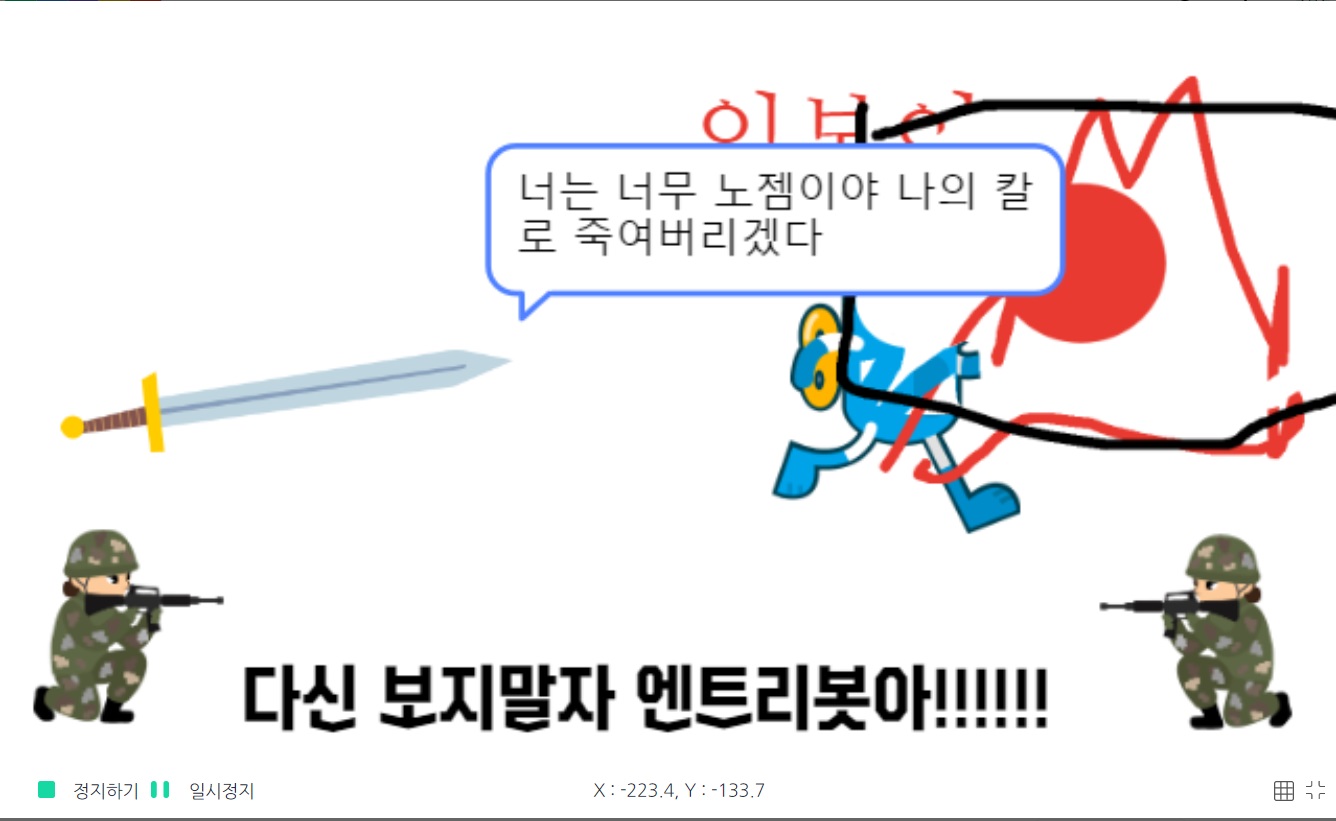 너는 너무 노젬이야 나의 칼
로 죽여버리겠다
다신 보지말자 엔트리봇아!!!!!!
정지하기 일시정지 X : -223.4, Y : -133.7